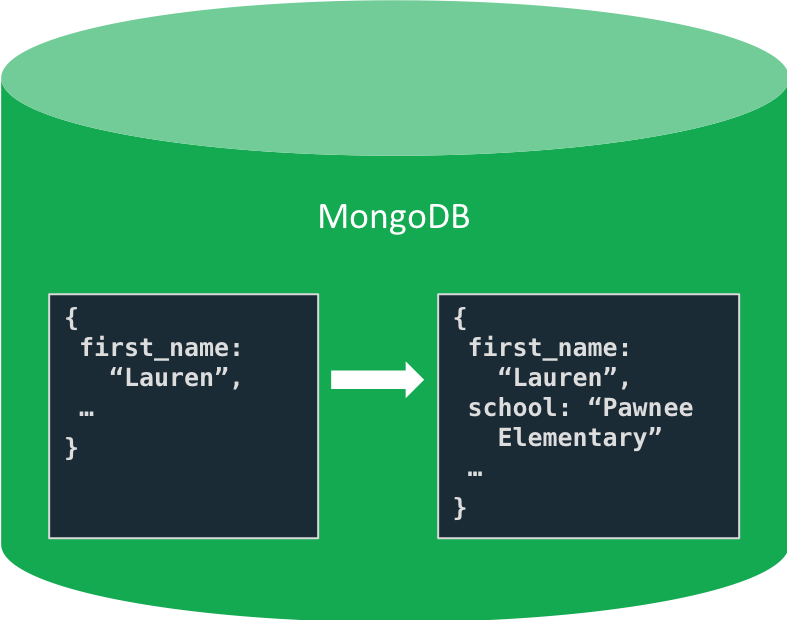 MongoDB
{
first_name:
“Lauren”,
…
}
{
first_name:
“Lauren”,
school: “Pawnee
Elementary”
…
}